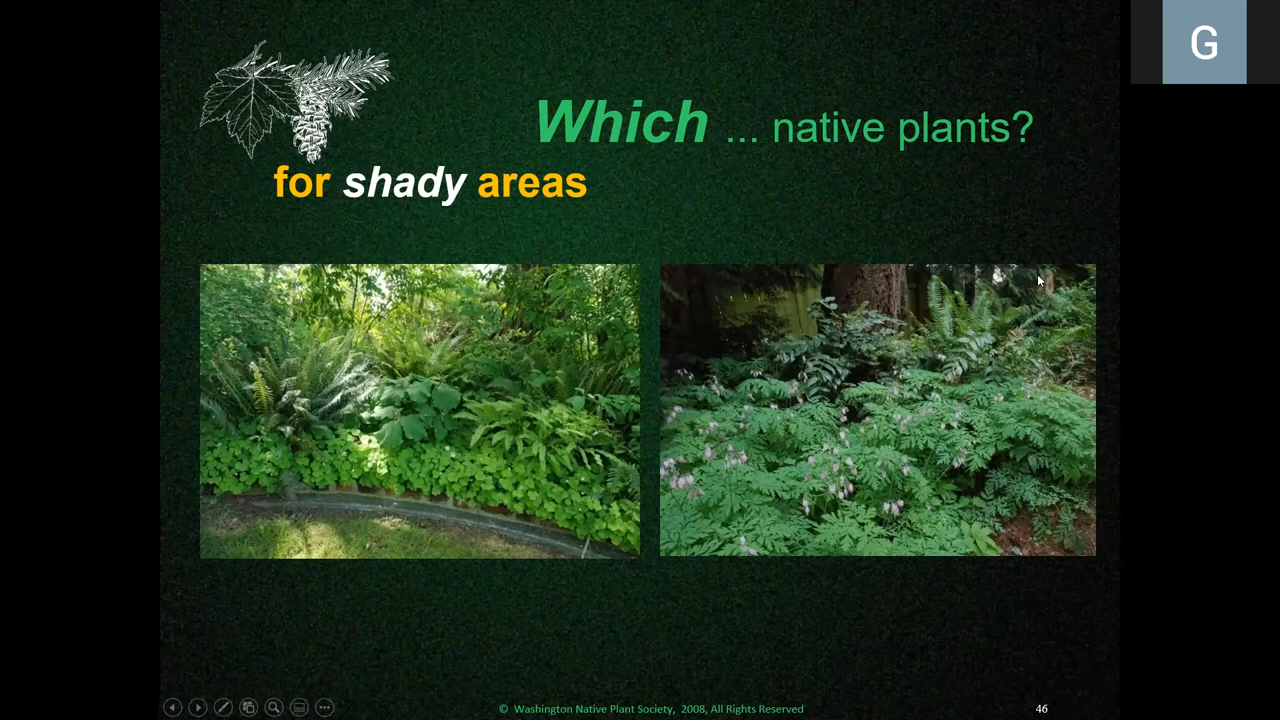 G
Which ... native plants?
for shady areas
© Washington Native Plant Society, 2008, All Rights Reserved
46